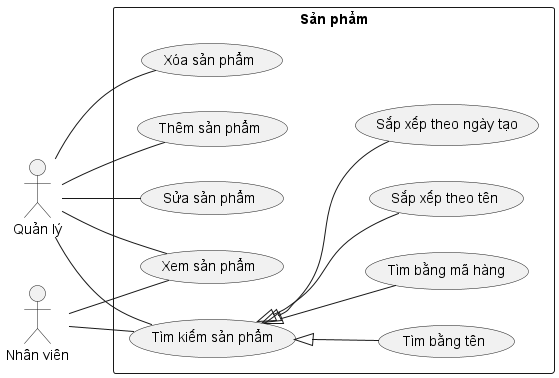 Sản phẩm
Xóa sản phẩm
Thêm sản phẩm
Sắp xếp theo ngày tạo
Quản lý
Sửa sản phẩm
Sắp xếp theo tên
Xem sản phẩm
Tìm bằng mã hàng
Nhân viên
Tìm kiếm sản phẩm
Tìm bằng tên